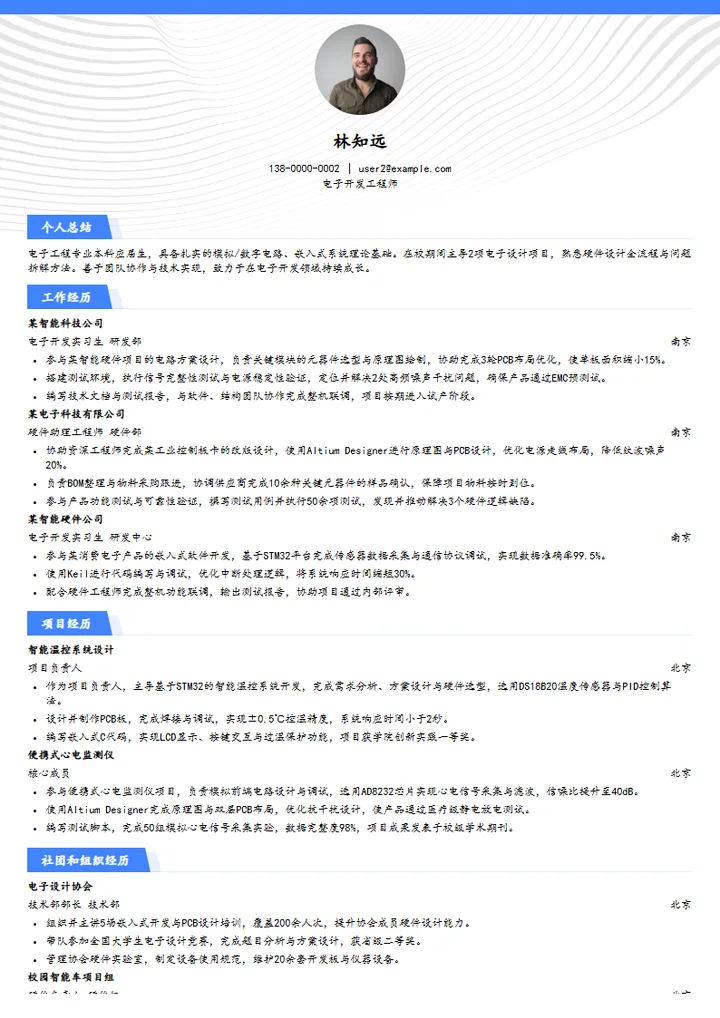 林知远
138-0000-0002 | user2@example.com
电子开发工程师
个人总结
电子工程专业本科应届生，具备扎实的模拟/数字电路、嵌入式系统理论基础。在校期间主导2项电子设计项目，熟悉硬件设计全流程与问题
拆解方法。善于团队协作与技术实现，致力于在电子开发领域持续成长。
工作经历
某智能科技公司
电子开发实习生 研发部 南京
• 参与某智能硬件项目的电路方案设计，负责关键模块的元器件选型与原理图绘制，协助完成3轮PCB布局优化，使单板面积缩小15%。
• 搭建测试环境，执行信号完整性测试与电源稳定性验证，定位并解决2处高频噪声干扰问题，确保产品通过EMC预测试。
• 编写技术文档与测试报告，与软件、结构团队协作完成整机联调，项目按期进入试产阶段。
某电子科技有限公司
硬件助理工程师 硬件部 南京
• 协助资深工程师完成某工业控制板卡的改版设计，使用Altium Designer进行原理图与PCB设计，优化电源走线布局，降低纹波噪声
20%。
• 负责BOM整理与物料采购跟进，协调供应商完成10余种关键元器件的样品确认，保障项目物料按时到位。
• 参与产品功能测试与可靠性验证，撰写测试用例并执行50余项测试，发现并推动解决3个硬件逻辑缺陷。
某智能硬件公司
电子开发实习生 研发中心 南京
• 参与某消费电子产品的嵌入式软件开发，基于STM32平台完成传感器数据采集与通信协议调试，实现数据准确率99.5%。
• 使用Keil进行代码编写与调试，优化中断处理逻辑，将系统响应时间缩短30%。
• 配合硬件工程师完成整机功能联调，输出测试报告，协助项目通过内部评审。
项目经历
智能温控系统设计
项目负责人 北京
• 作为项目负责人，主导基于STM32的智能温控系统开发，完成需求分析、方案设计与硬件选型，选用DS18B20温度传感器与PID控制算
法。
• 设计并制作PCB板，完成焊接与调试，实现±0.5℃控温精度，系统响应时间小于2秒。
• 编写嵌入式C代码，实现LCD显示、按键交互与过温保护功能，项目获学院创新实践一等奖。
便携式心电监测仪
核心成员 北京
• 参与便携式心电监测仪项目，负责模拟前端电路设计与调试，选用AD8232芯片实现心电信号采集与滤波，信噪比提升至40dB。
• 使用Altium Designer完成原理图与双层PCB布局，优化抗干扰设计，使产品通过医疗级静电放电测试。
• 编写测试脚本，完成50组模拟心电信号采集实验，数据完整度98%，项目成果发表于校级学术期刊。
社团和组织经历
电子设计协会
技术部部长 技术部 北京
• 组织并主讲5场嵌入式开发与PCB设计培训，覆盖200余人次，提升协会成员硬件设计能力。
• 带队参加全国大学生电子设计竞赛，完成题目分析与方案设计，获省级二等奖。
• 管理协会硬件实验室，制定设备使用规范，维护20余套开发板与仪器设备。
校园智能车项目组